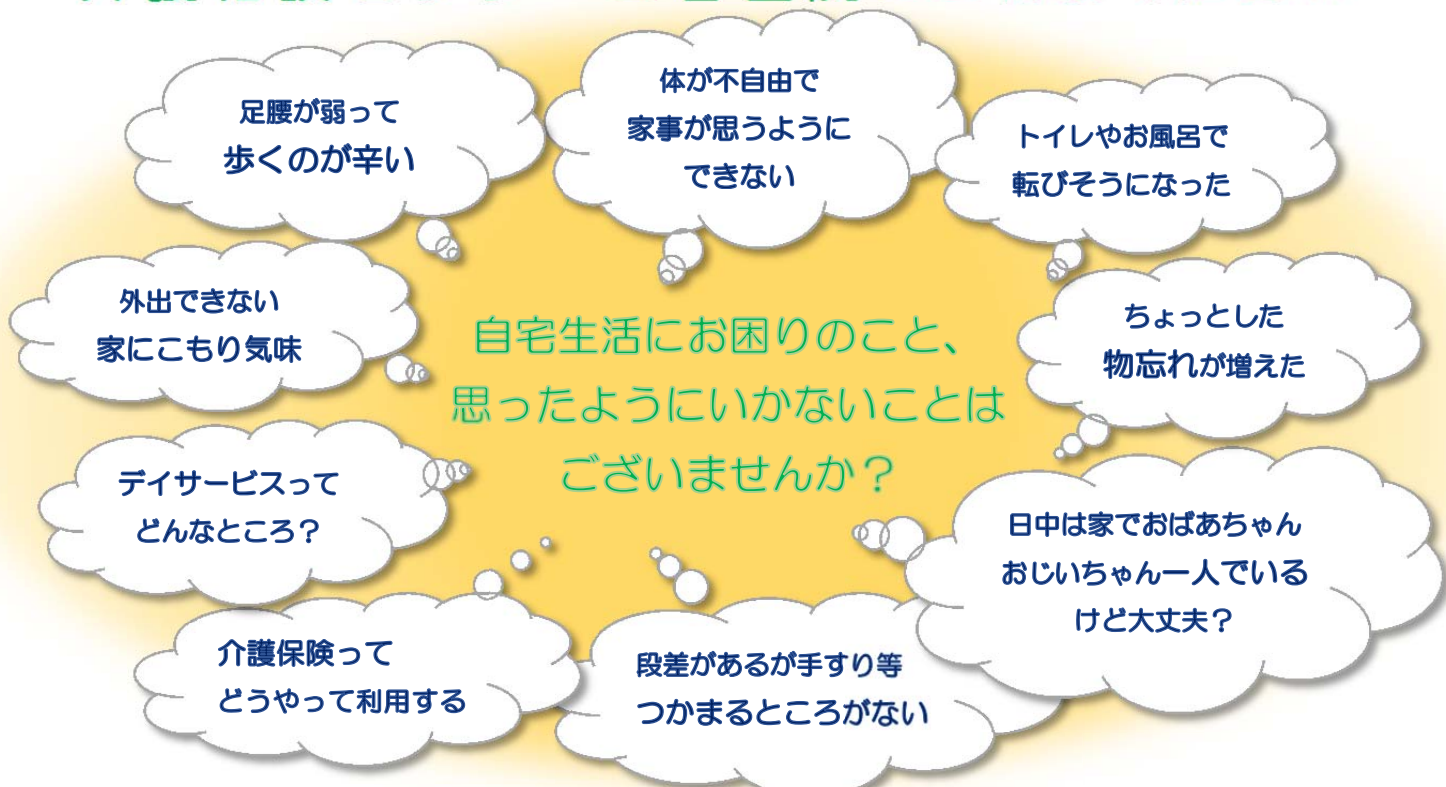 足腰が弱って
歩くのが辛い
体が不自由で
家事が思うように
できない
トイレやお風呂で
転びそうになった
外出できない
家にこもり気味
自宅生活にお困りのこと、
思ったようにいかないことは
ございませんか？
ちょっとした
物忘れが増えた
デイサービスって
どんなところ？
日中は家でおばあちゃん
おじいちゃん一人でいる
けど大丈夫？
介護保険って
どうやって利用する
段差があるが手すり等
つかまるところがない